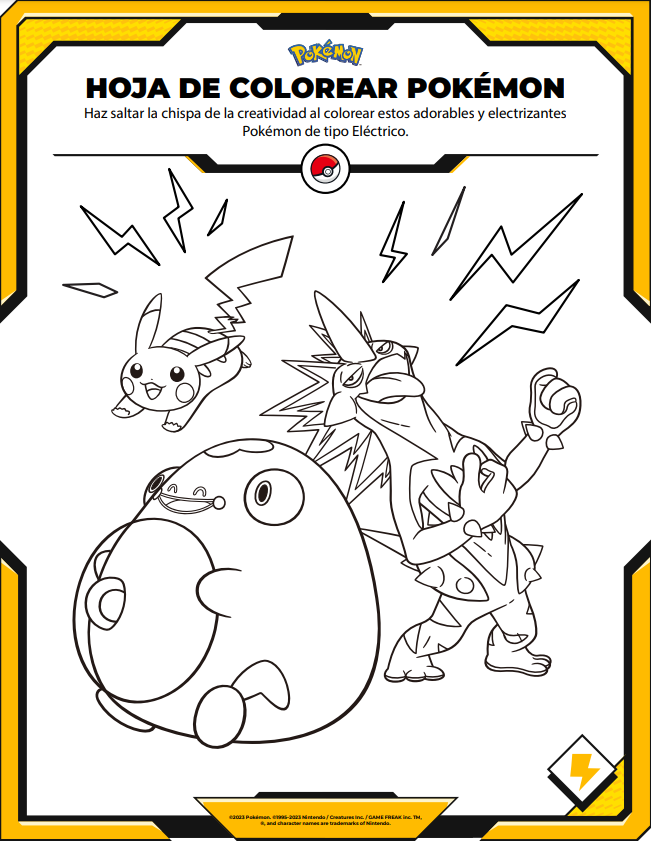 POKÉMON
HOJA DE COLOREAR POKÉMON
Haz saltar la chispa de la creatividad al colorear estos adorables y electrizantes
Pokémon de tipo Eléctrico.
©2023 Pokémon. ©1995-2023 Nintendo / Creatures Inc. / GAME FREAK inc. TM,
®, and character names are trademarks of Nintendo.